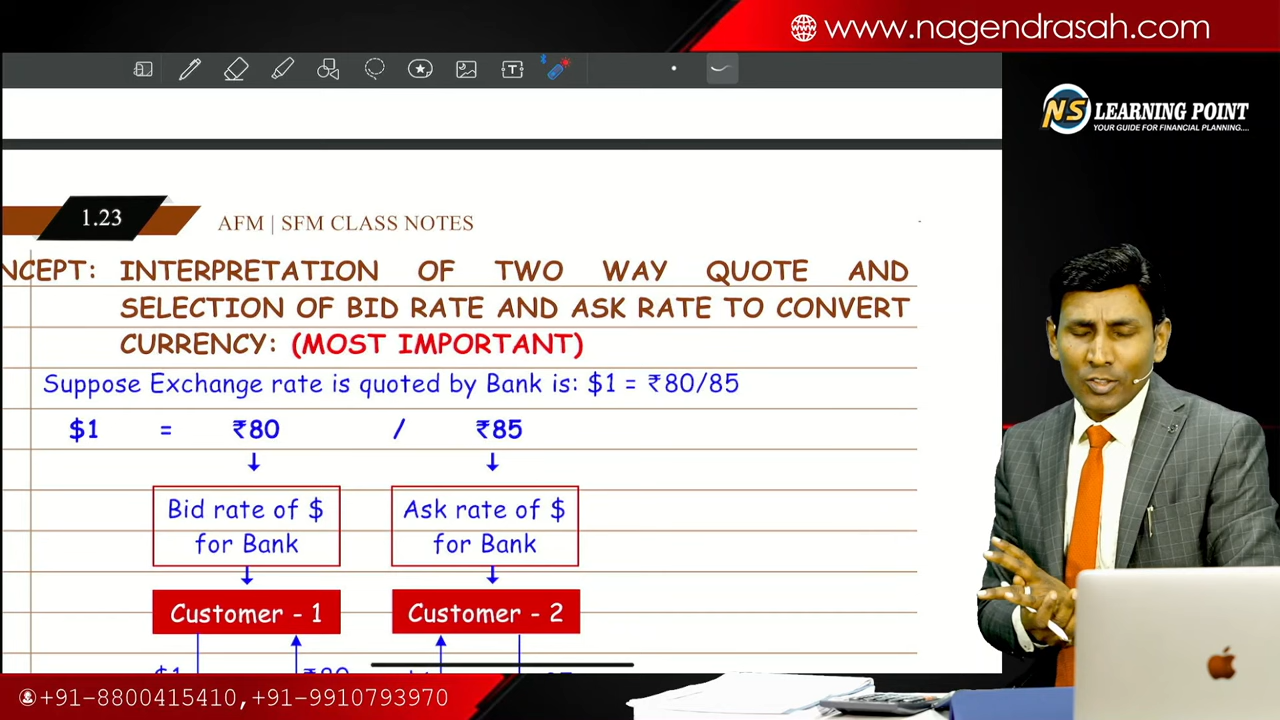 www.nagendrasah.com
NS LEARNING POINT
YOUR GUIDE FOR FINANCIAL PLANNING....
1.23 AFM | SFM CLASS NOTES
NCEPT: INTERPRETATION OF TWO WAY QUOTE AND
SELECTION OF BID RATE AND ASK RATE TO CONVERT
CURRENCY: (MOST IMPORTANT)
Suppose Exchange rate is quoted by Bank is: $1 = ₹80/85
$1 = ₹80 / ₹85
Bid rate of $
for Bank
Ask rate of $
for Bank
Customer - 1
Customer - 2
$1 ₹80
+91-8800415410,+91-9910793970